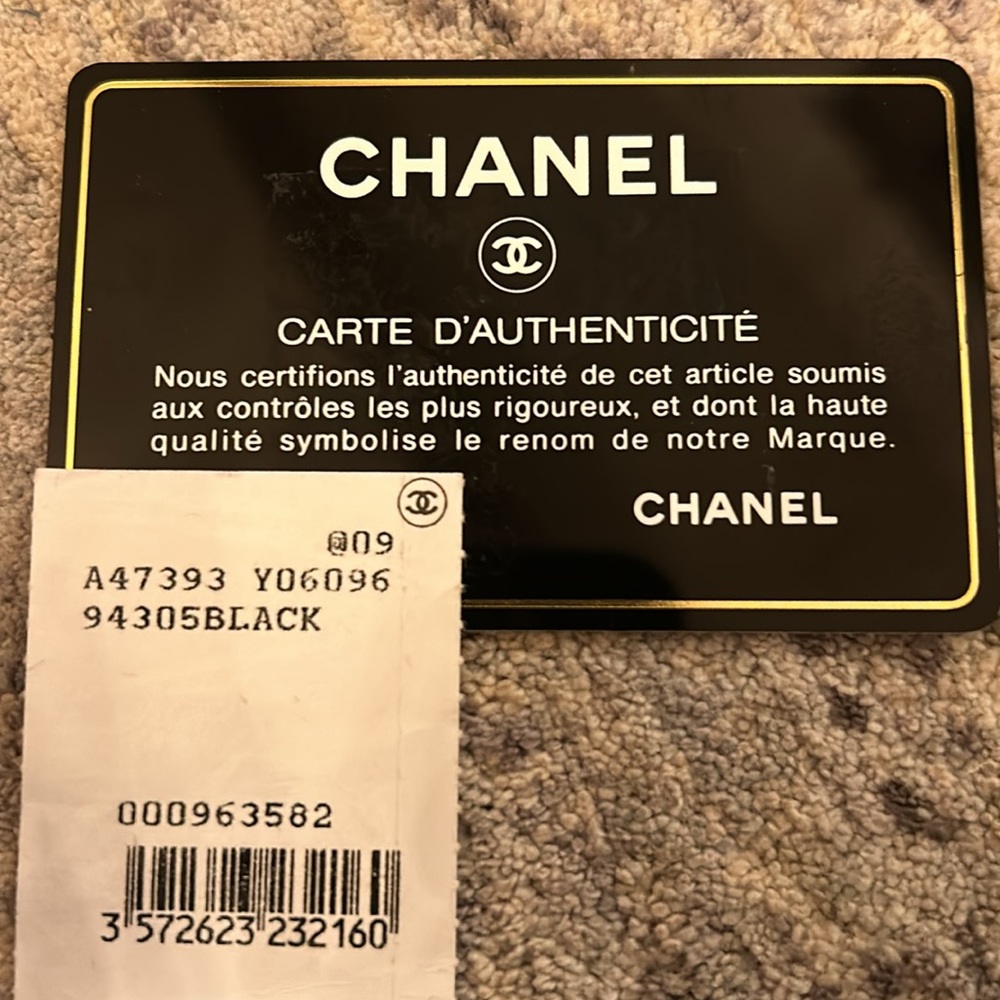 CHANEL
CARTE D'AUTHENTICITÉ
Nous certifions l'authenticité de cet article soumis
aux contrôles les plus rigoureux, et dont la haute
qualité symbolise le renom de notre Marque.
CHANEL
@09
A47393 Y06096
94305BLACK
000963582
3 572623 232160